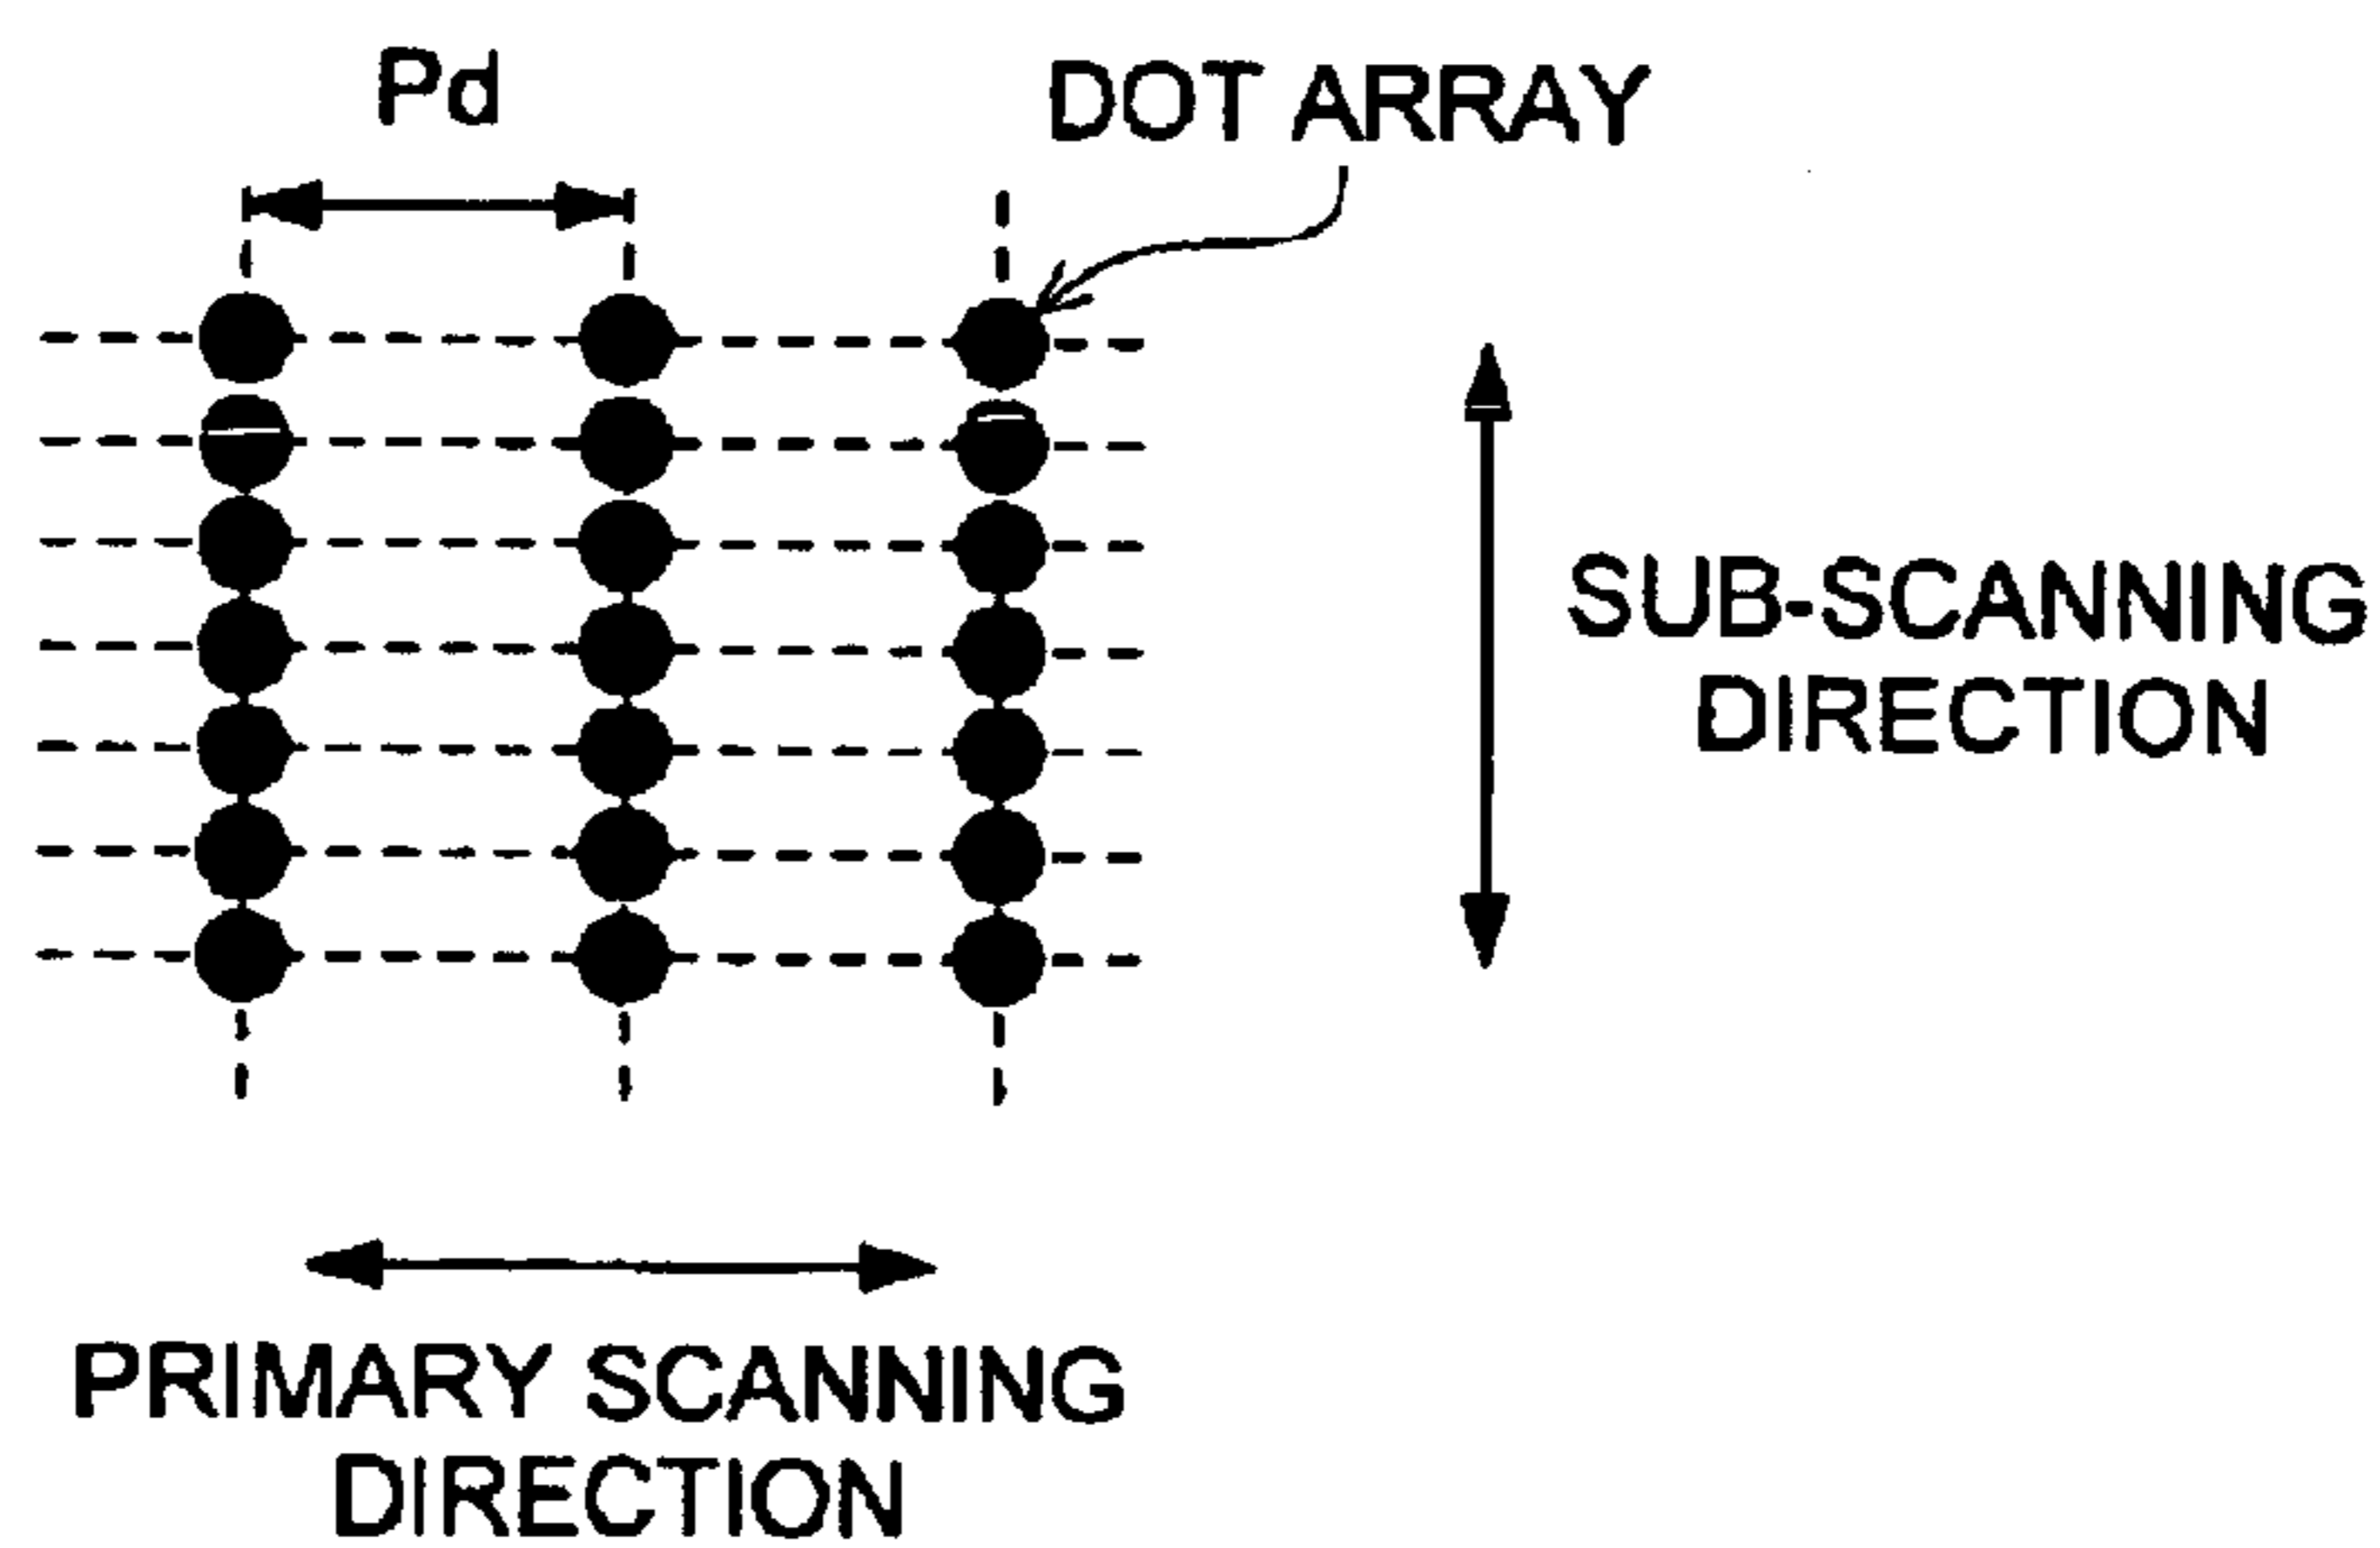 Pd
DOT ARRAY
SUB-SCANNING
DIRECTION
PRIMARY SCANNING
DIRECTION